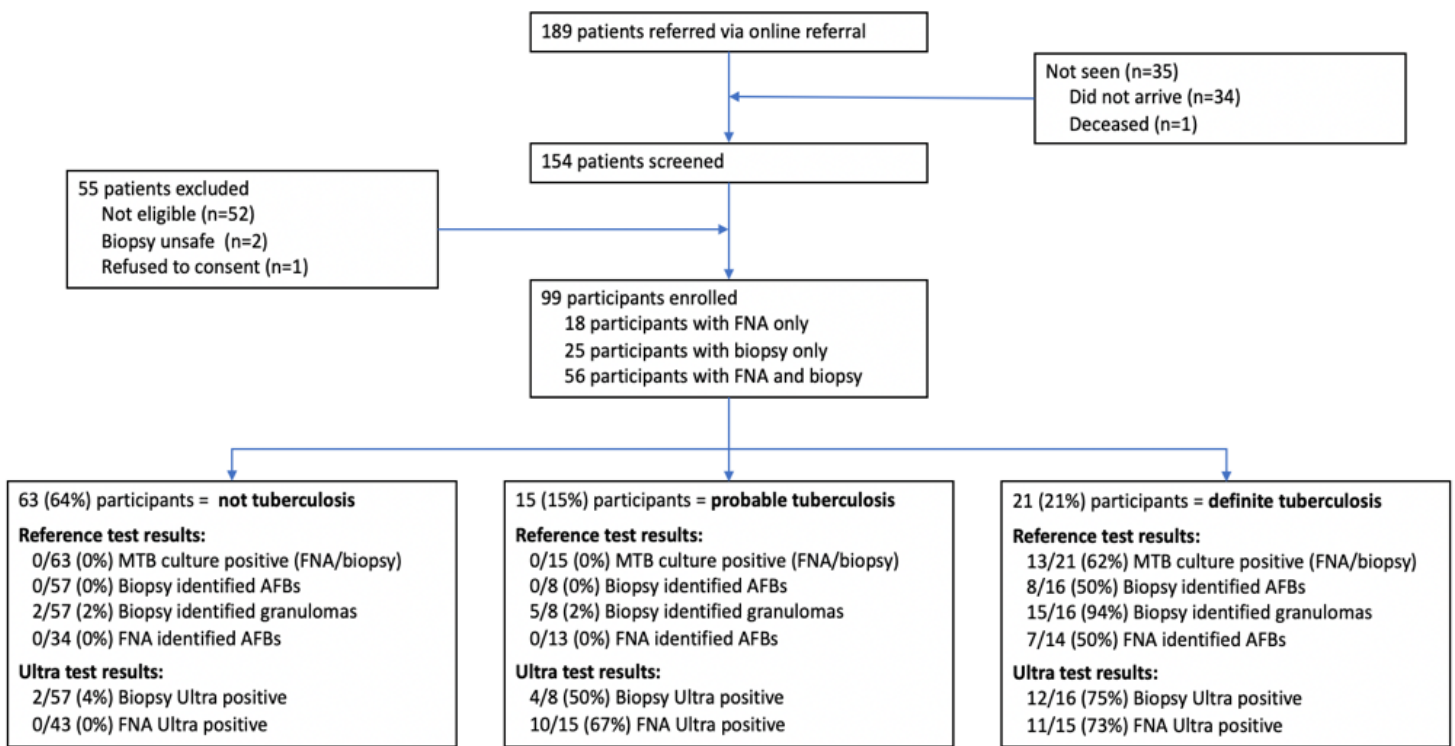 189 patients referred via online referral
Not seen (n=35)
Did not arrive (n=34)
Deceased (n=1)
154 patients screened
55 patients excluded
Not eligible (n=52)
Biopsy unsafe (n=2)
Refused to consent (n=1)
99 participants enrolled
18 participants with FNA only
25 participants with biopsy only
56 participants with FNA and biopsy
63 (64%) participants = not tuberculosis
Reference test results:
0/63 (0%) MTB culture positive (FNA/biopsy)
0/57 (0%) Biopsy identified AFBs
2/57 (2%) Biopsy identified granulomas
0/34 (0%) FNA identified AFBs
Ultra test results:
2/57 (4%) Biopsy Ultra positive
0/43 (0%) FNA Ultra positive
15 (15%) participants = probable tuberculosis
Reference test results:
0/15 (0%) MTB culture positive (FNA/biopsy)
0/8 (0%) Biopsy identified AFBs
5/8 (2%) Biopsy identified granulomas
0/13 (0%) FNA identified AFBs
Ultra test results:
4/8 (50%) Biopsy Ultra positive
10/15 (67%) FNA Ultra positive
21 (21%) participants = definite tuberculosis
Reference test results:
13/21 (62%) MTB culture positive (FNA/biopsy)
8/16 (50%) Biopsy identified AFBs
15/16 (94%) Biopsy identified granulomas
7/14 (50%) FNA identified AFBs
Ultra test results:
12/16 (75%) Biopsy Ultra positive
11/15 (73%) FNA Ultra positive